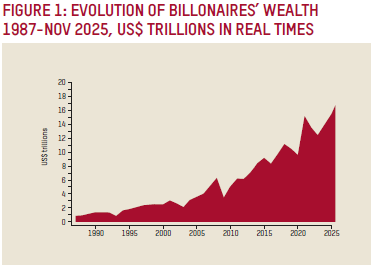 FIGURE 1: EVOLUTION OF BILLONAIRES’ WEALTH
1987-NOV 2025, US$ TRILLIONS IN REAL TIMES
US$ trillions
20
18
16
14
12
10
8
6
4
2
0
1990 1995 2000 2005 2010 2015 2020 2025